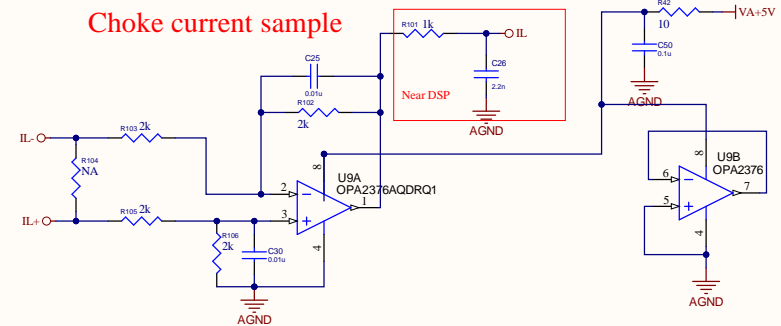 Choke current sample
R101 1k
IL
C26
2.2n
Near DSP
AGND
R42
10
VA+5V
C50
0.1u
AGND
C25
0.01u
R102
2k
IL-
R103 2k
R104
NA
IL+
R105 2k
R106
2k
C30
0.01u
AGND
U9A
OPA2376AQDRQ1
8
2
3
1
4
U9B
OPA2376
8
6
5
7
4
AGND